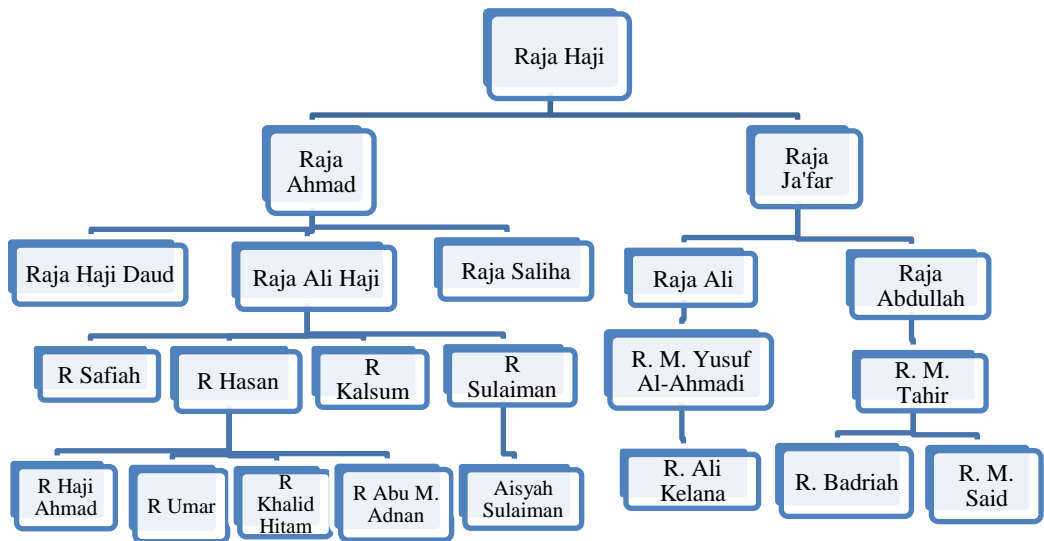 Raja Haji
Raja
Ahmad
Raja
Ja'far
Raja Haji Daud
Raja Ali Haji
Raja Saliha
Raja Ali
Raja
Abdullah
R Safiah
R Hasan
R
Kalsum
R
Sulaiman
R. M. Yusuf
Al-Ahmadi
R. M.
Tahir
R Haji
Ahmad
R Umar
R
Khalid
Hitam
R Abu M.
Adnan
Aisyah
Sulaiman
R. Ali
Kelana
R. Badriah
R. M.
Said